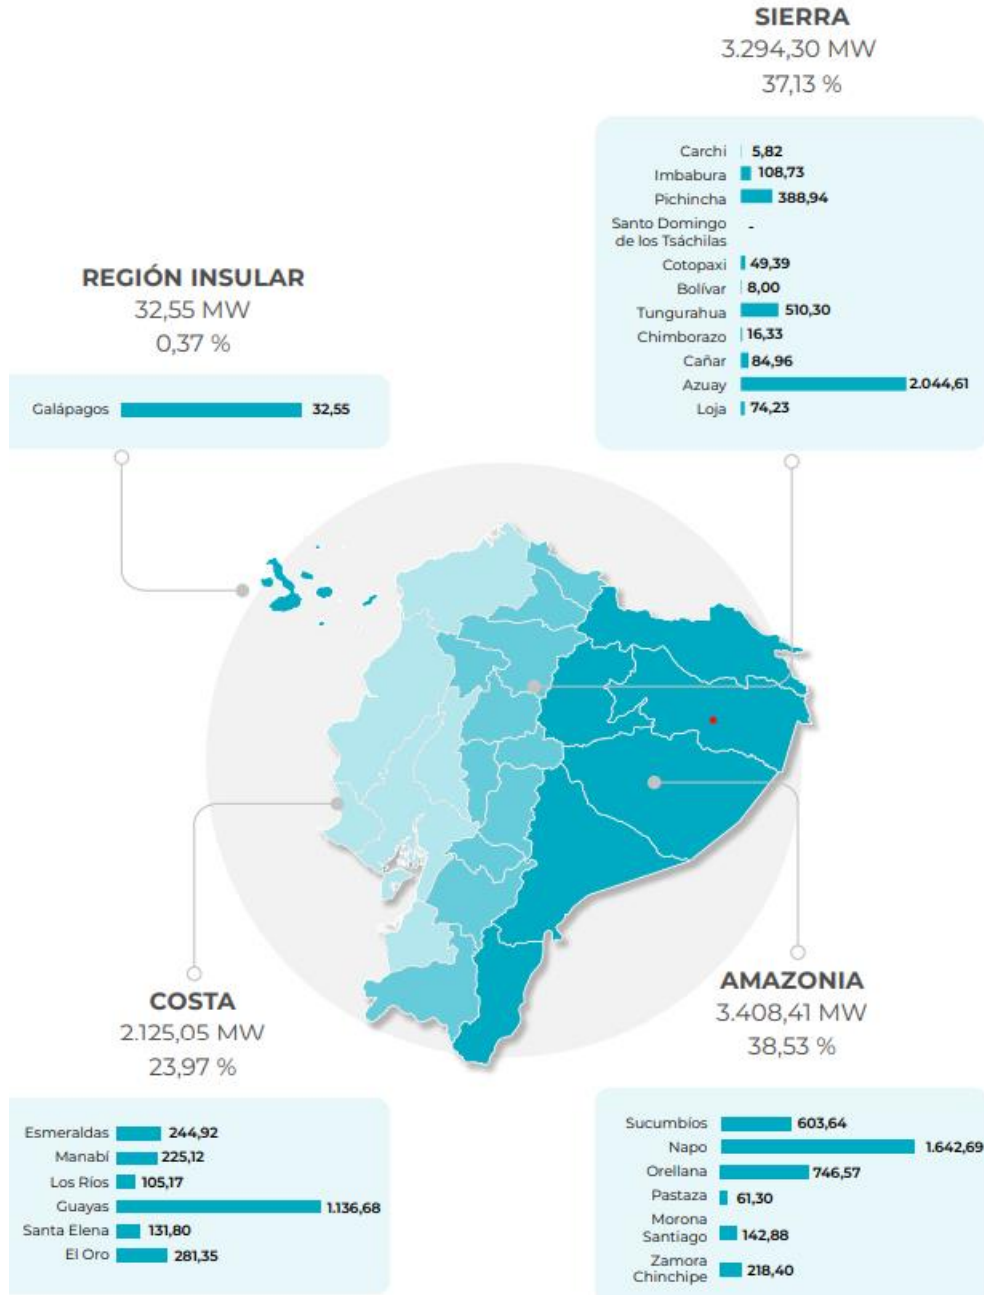 SIERRA
3.294,30 MW
37,13 %
Carchi 5,82
Imbabura 108,73
Pichincha 388,94
Santo Domingo
de los Tsáchilas -
Cotopaxi 49,39
Bolívar 8,00
Tungurahua 510,30
Chimborazo 16,33
Cañar 84,96
Azuay 2.044,61
Loja 74,23
REGIÓN INSULAR
32,55 MW
0,37 %
Galápagos 32,55
COSTA
2.125,05 MW
23,97 %
Esmeraldas 244,92
Manabí 225,12
Los Ríos 105,17
Guayas 1.136,68
Santa Elena 131,80
El Oro 281,35
AMAZONIA
3.408,41 MW
38,53 %
Sucumbíos 603,64
Napo 1.642,69
Orellana 746,57
Pastaza 61,30
Morona
Santiago 142,88
Zamora
Chinchipe 218,40